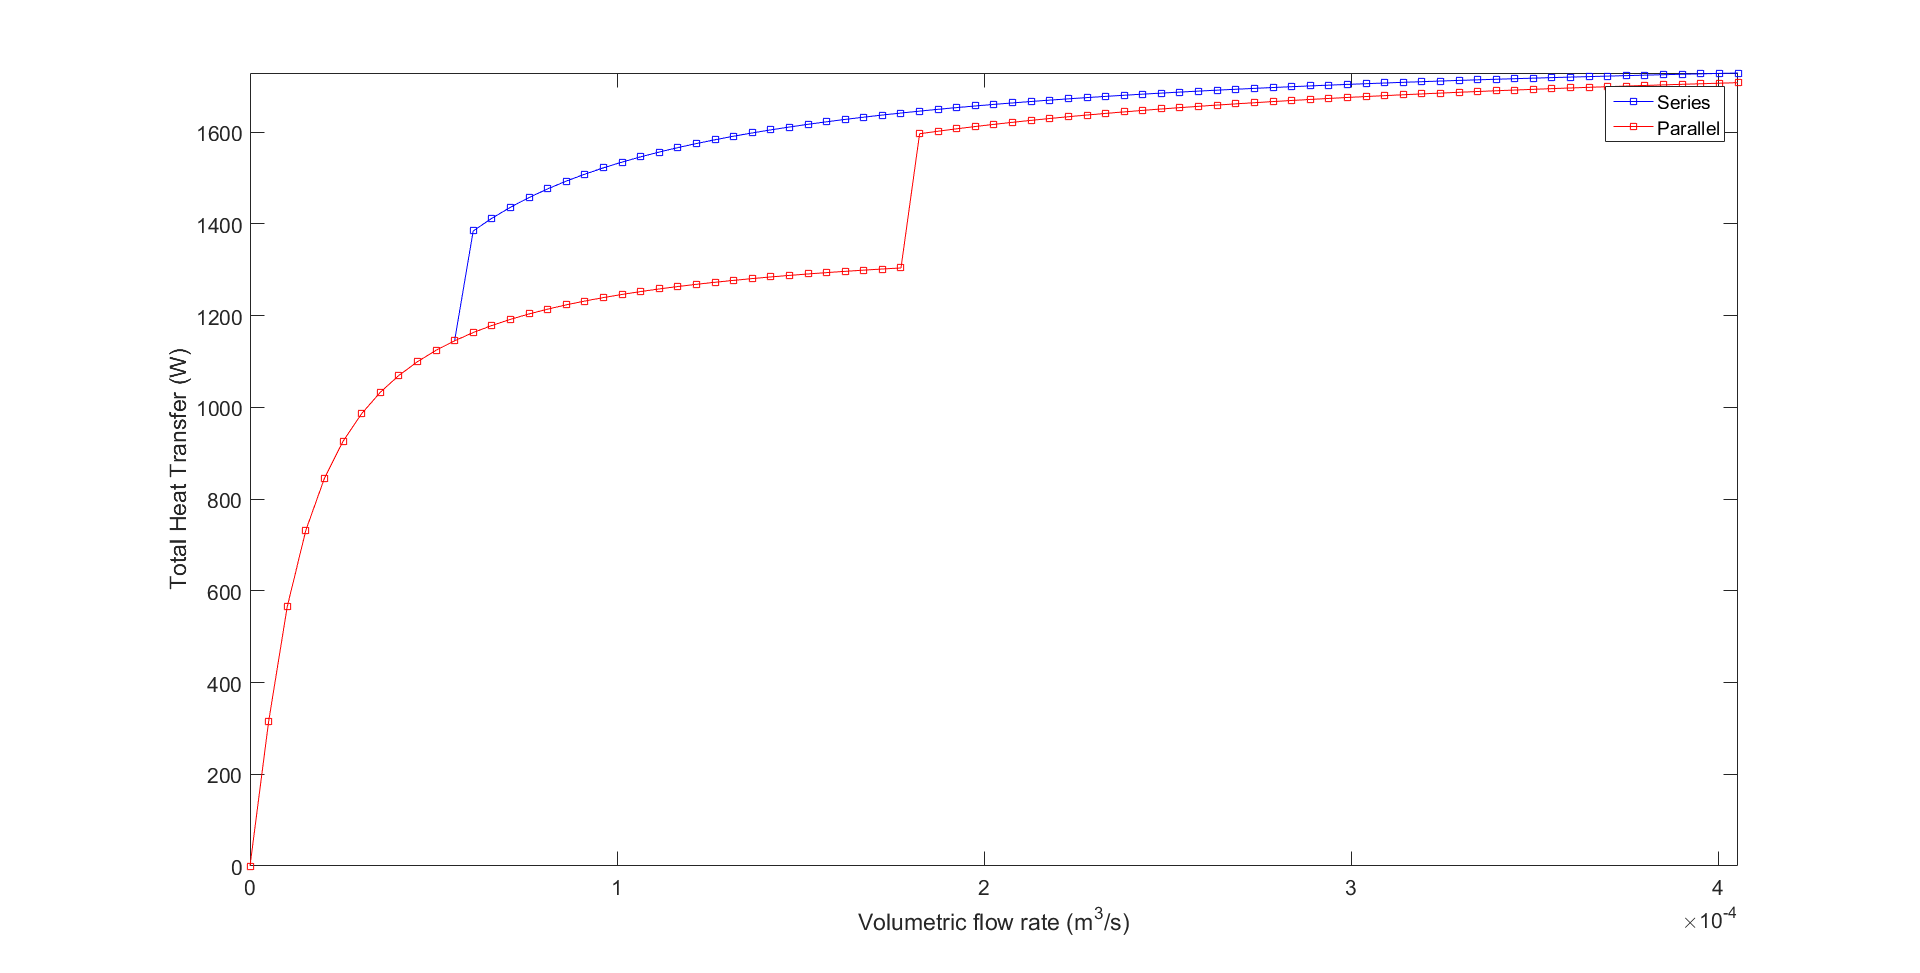 Total Heat Transfer (W)
1600
1400
1200
1000
800
600
400
200
0
0 1 2 3 4
×10-4
Volumetric flow rate (m3/s)
Series
Parallel